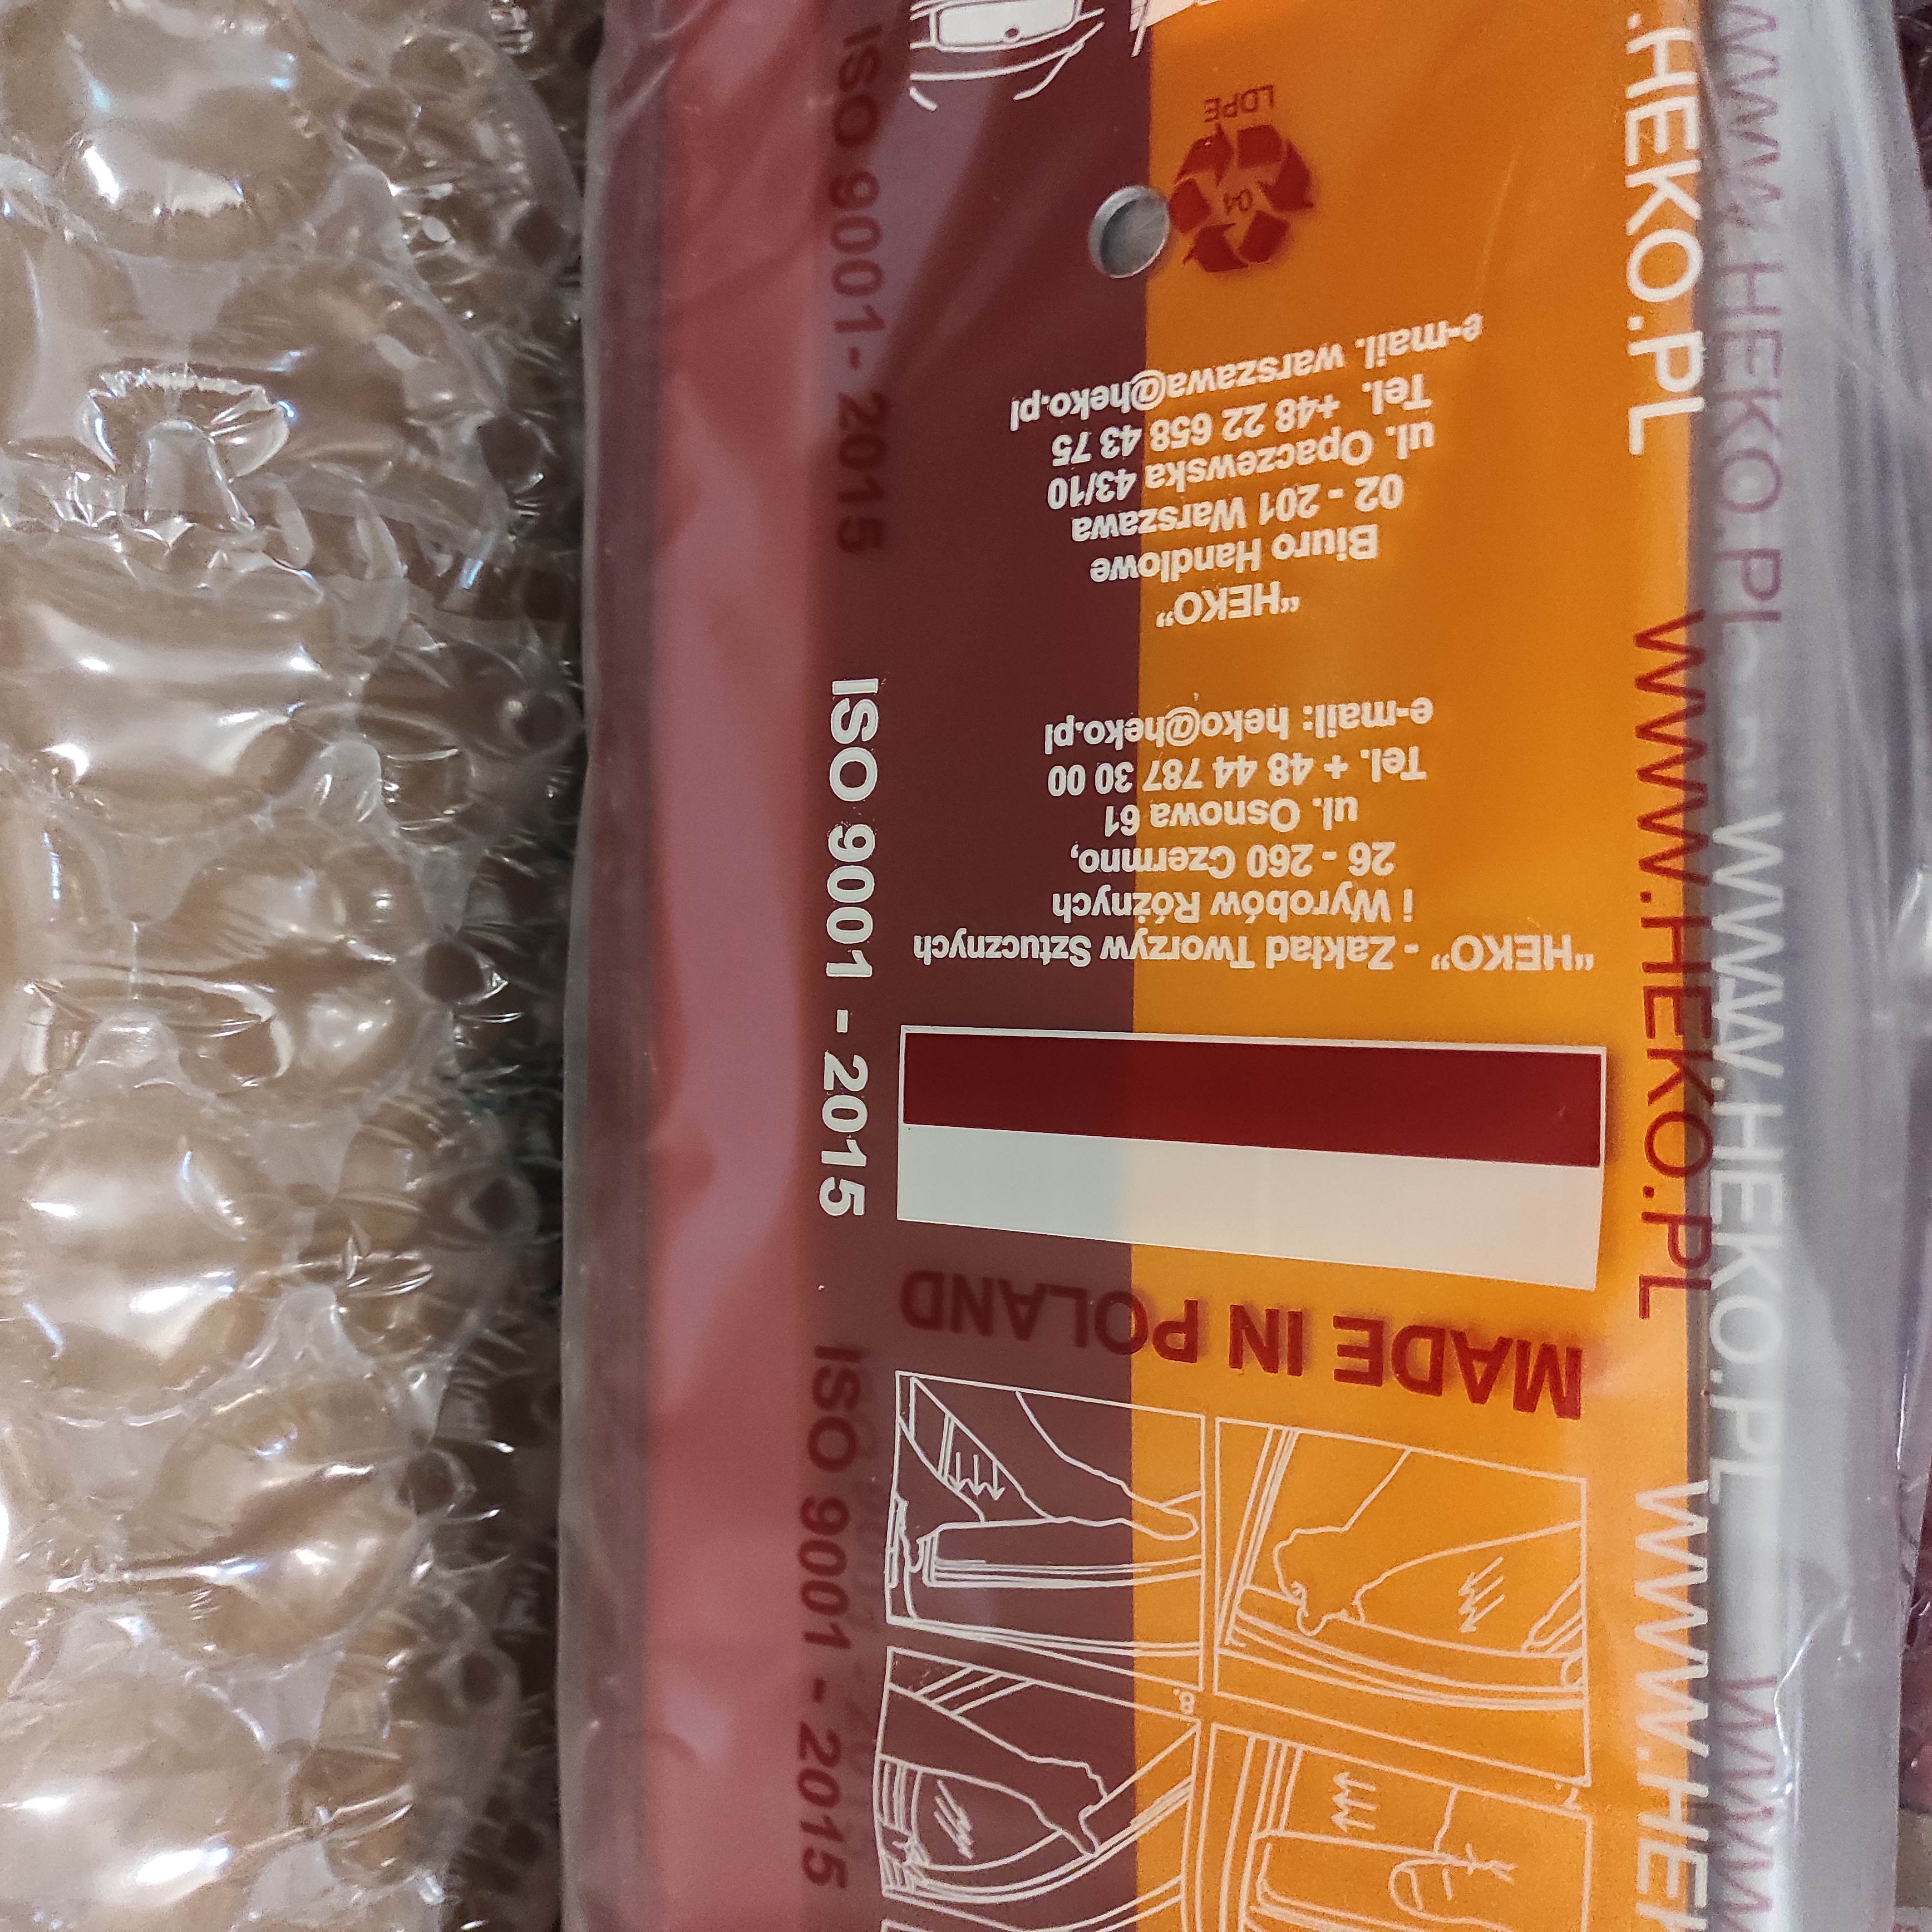 MADE IN POLAND
"HEKO" - Zakład Tworzyw Sztucznych
i Wyrobów Różnych
26 - 260 Czermno,
ul. Osnowa 61
Tel. + 48 44 787 30 00
e-mail: heko@heko.pl
"HEKO"
Biuro Handlowe
02 - 201 Warszawa
ul. Opaczewska 43/10
Tel. +48 22 658 43 75
e-mail. warszawa@heko.pl
04
LDPE
ISO 9001 - 2015
ISO 9001 - 2015
ISO 9001 - 2015
.HEKO.PL
WWW.HEKO.PL
WWW.HE
WWW.HEKO.PL
WWW.HEKO.PL
WWW